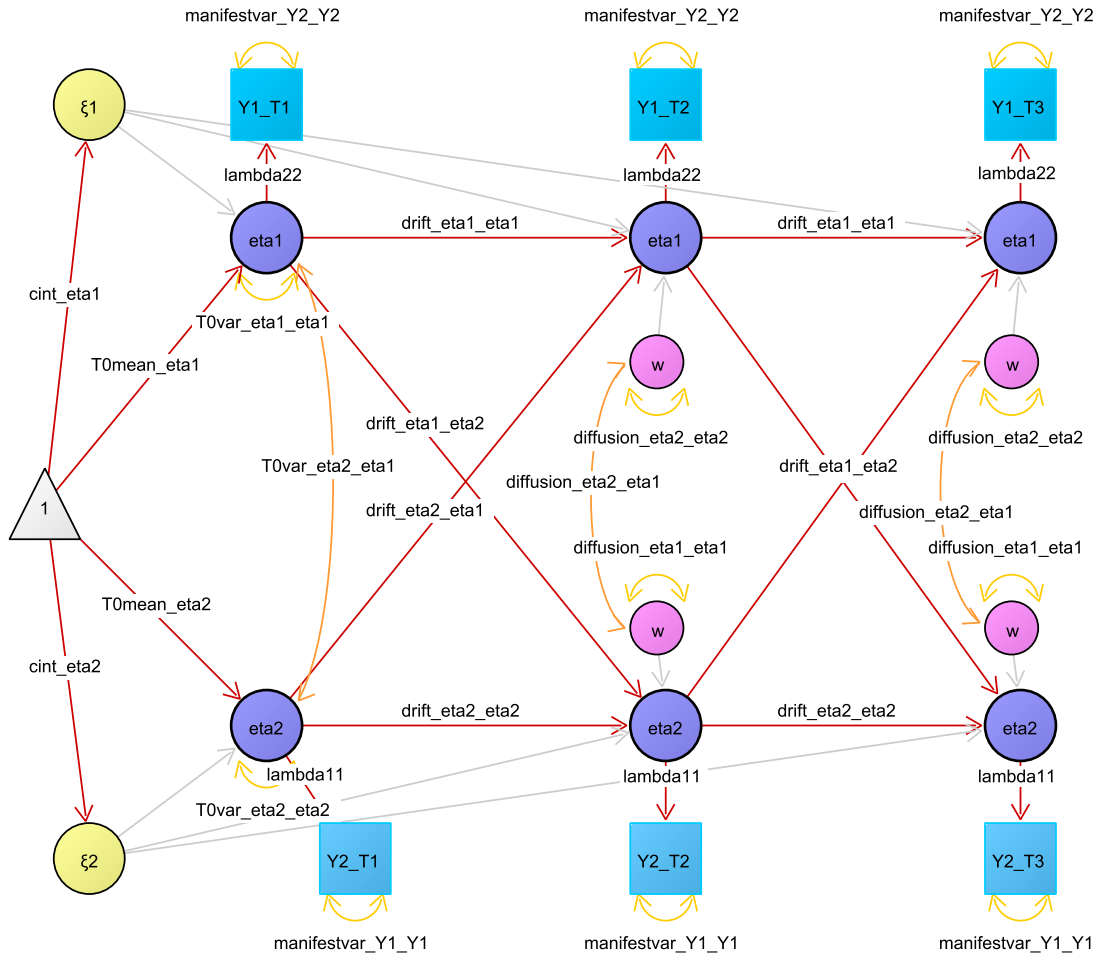 manifestvar_Y2_Y2 manifestvar_Y2_Y2 manifestvar_Y2_Y2
ξ1 Y1_T1 Y1_T2 Y1_T3
lambda22 lambda22 lambda22
drift_eta1_eta1 drift_eta1_eta1
eta1 eta1 eta1
cint_eta1
T0var_eta1_eta1
T0mean_eta1 w w
drift_eta1_eta2
diffusion_eta2_eta2 diffusion_eta2_eta2
T0var_eta2_eta1 drift_eta1_eta2
diffusion_eta2_eta1
1 drift_eta2_eta1 diffusion_eta2_eta1
diffusion_eta1_eta1 diffusion_eta1_eta1
T0mean_eta2
w w
cint_eta2
drift_eta2_eta2 drift_eta2_eta2
eta2 eta2 eta2
lambda11 lambda11 lambda11
T0var_eta2_eta2
ξ2 Y2_T1 Y2_T2 Y2_T3
manifestvar_Y1_Y1 manifestvar_Y1_Y1 manifestvar_Y1_Y1